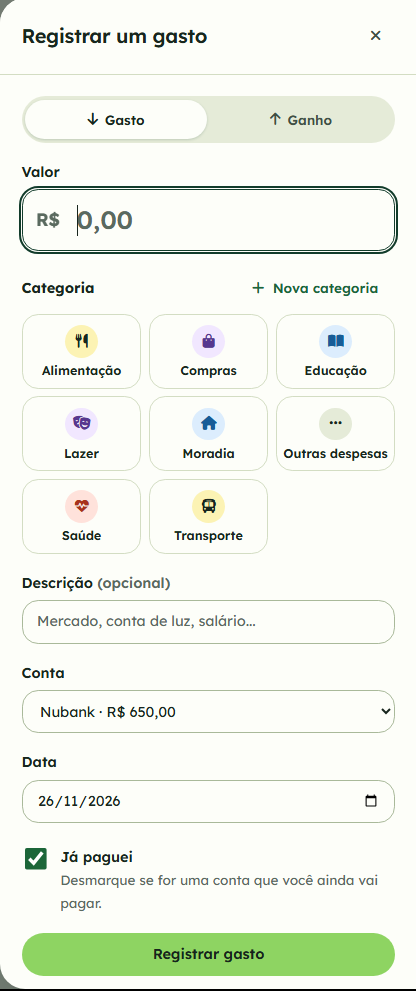 Registrar um gasto
Gasto
Ganho
Valor
R$ 0,00
Categoria
Nova categoria
Alimentação
Compras
Educação
Lazer
Moradia
Outras despesas
Saúde
Transporte
Descrição (opcional)
Mercado, conta de luz, salário...
Conta
Nubank · R$ 650,00
Data
26/11/2026
Já paguei
Desmarque se for uma conta que você ainda vai
pagar.
Registrar gasto